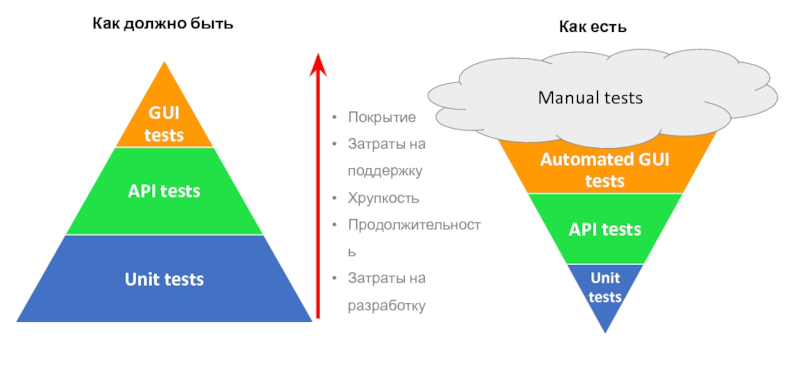 Как должно быть
GUI
tests
API tests
Unit tests
• Покрытие
• Затраты на
поддержку
• Хрупкость
• Продолжительност
ь
• Затраты на
разработку
Как есть
Manual tests
Automated GUI
tests
API tests
Unit
tests